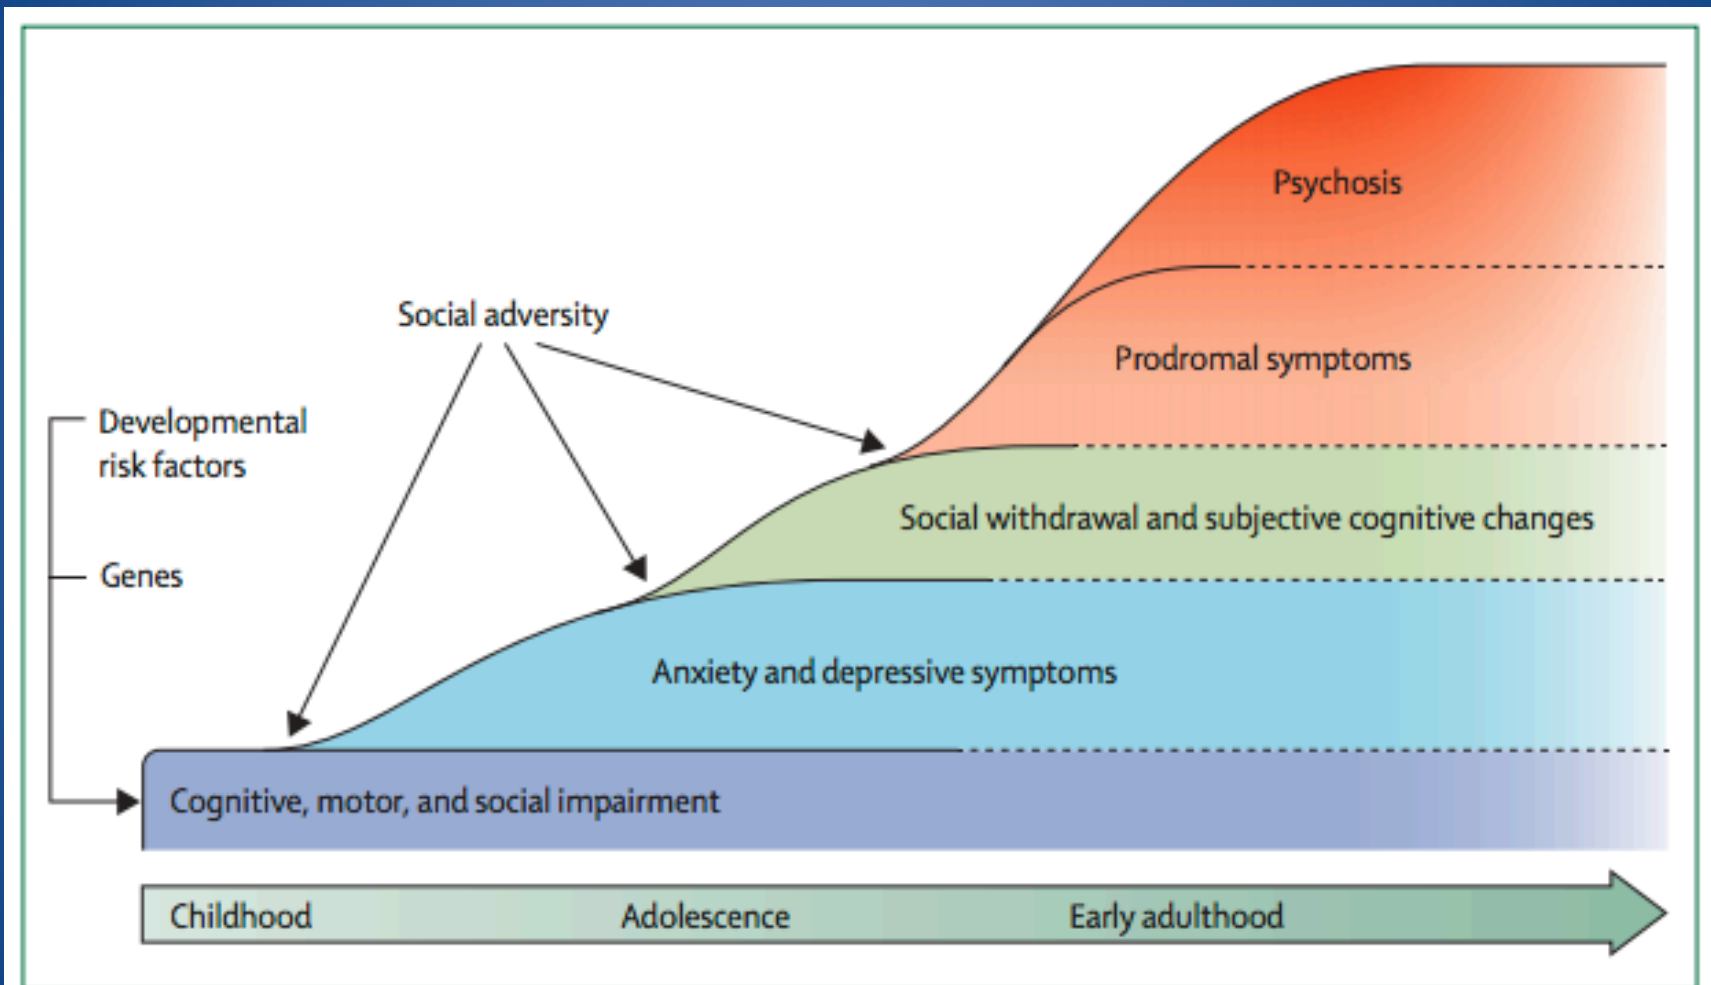 Psychosis
Social adversity
Prodromal symptoms
Developmental
risk factors
Social withdrawal and subjective cognitive changes
Genes
Anxiety and depressive symptoms
Cognitive, motor, and social impairment
Childhood
Adolescence
Early adulthood